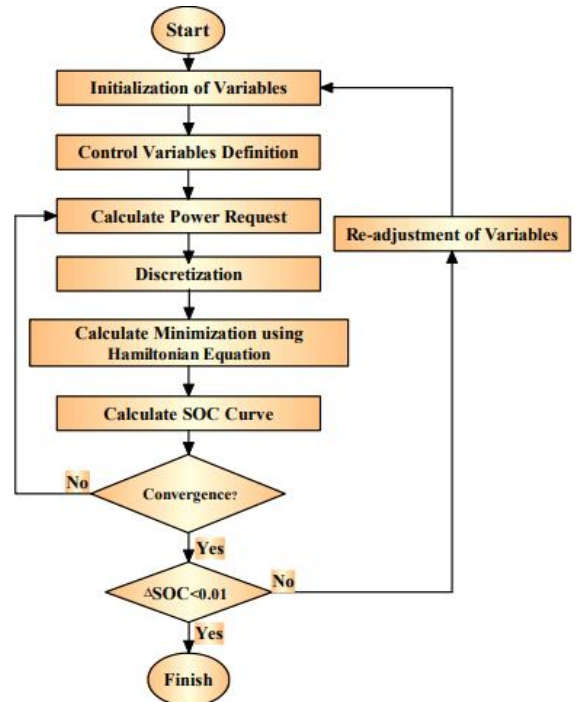 Start
Initialization of Variables
Control Variables Definition
Calculate Power Request
Re-adjustment of Variables
Discretization
Calculate Minimization using
Hamiltonian Equation
Calculate SOC Curve
No
Convergence?
Yes
ΔSOC<0.01
No
Yes
Finish